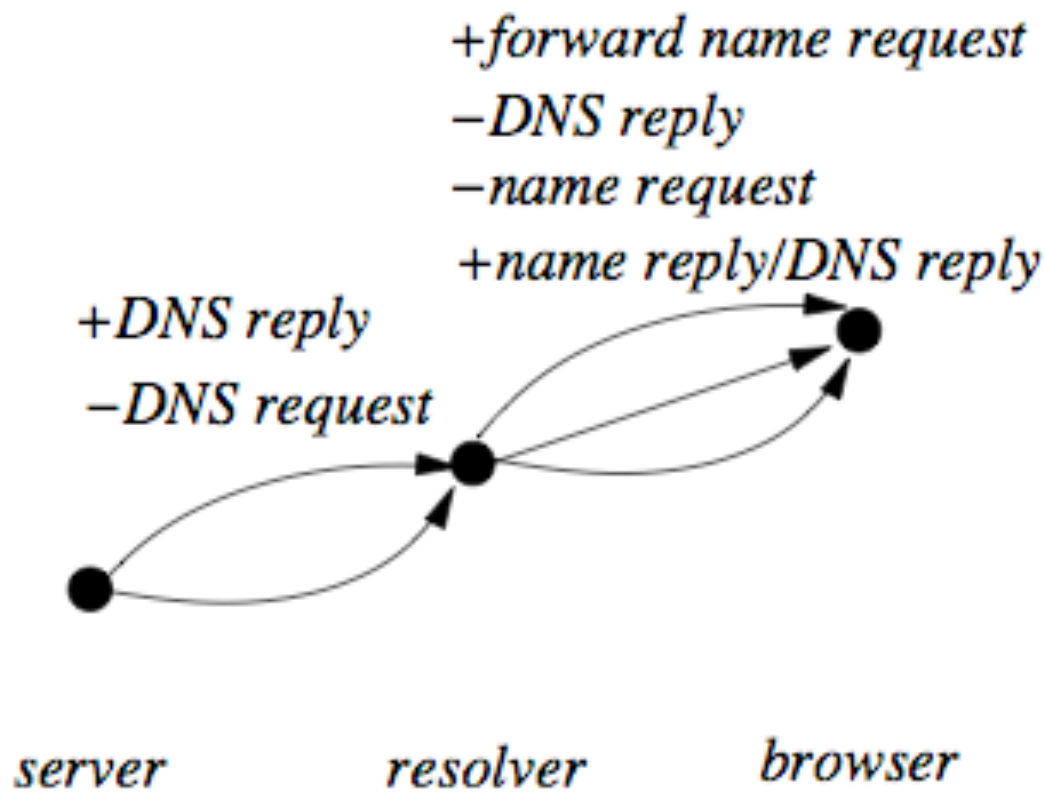 +forward name request
−DNS reply
−name request
+name reply/DNS reply
+DNS reply
−DNS request
server resolver browser